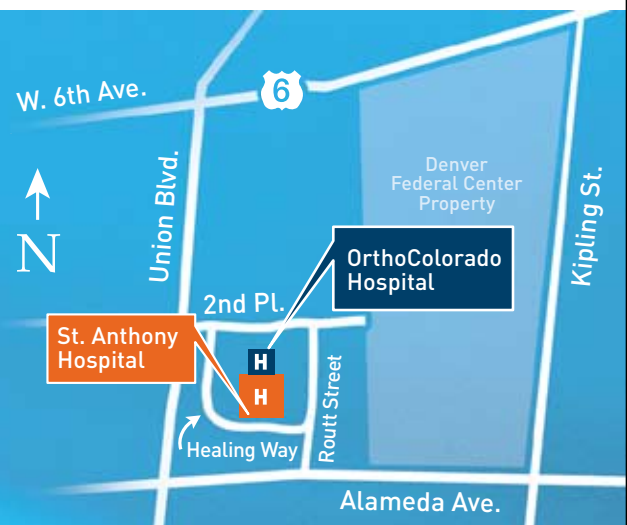 W. 6th Ave.
6
N
Union Blvd.
Denver
Federal Center
Property
Kipling St.
OrthoColorado
Hospital
2nd Pl.
St. Anthony
Hospital
H
H
Routt Street
Healing Way
Alameda Ave.